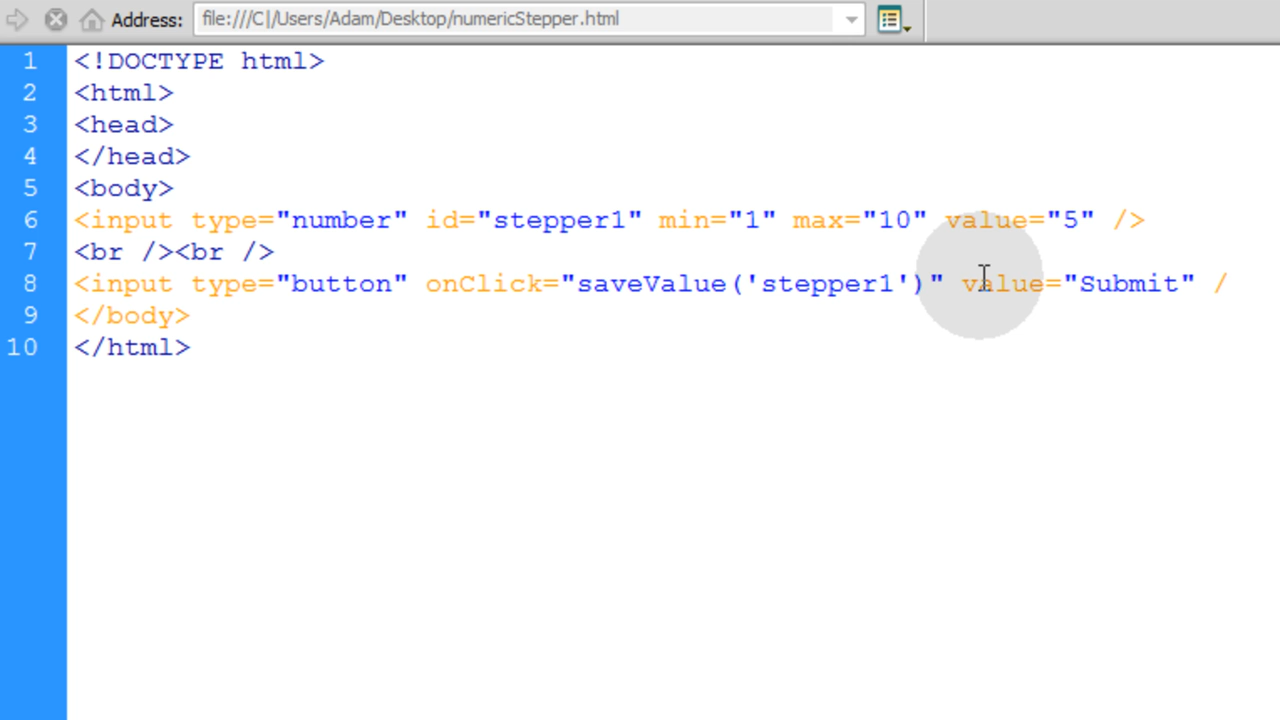 Address: file:///C|/Users/Adam/Desktop/numericStepper.html
1 <!DOCTYPE html>
2 <html>
3 <head>
4 </head>
5 <body>
6 <input type="number" id="stepper1" min="1" max="10" value="5" />
7 <br /><br />
8 <input type="button" onClick="saveValue('stepper1')" value="Submit" /
9 </body>
10 </html>